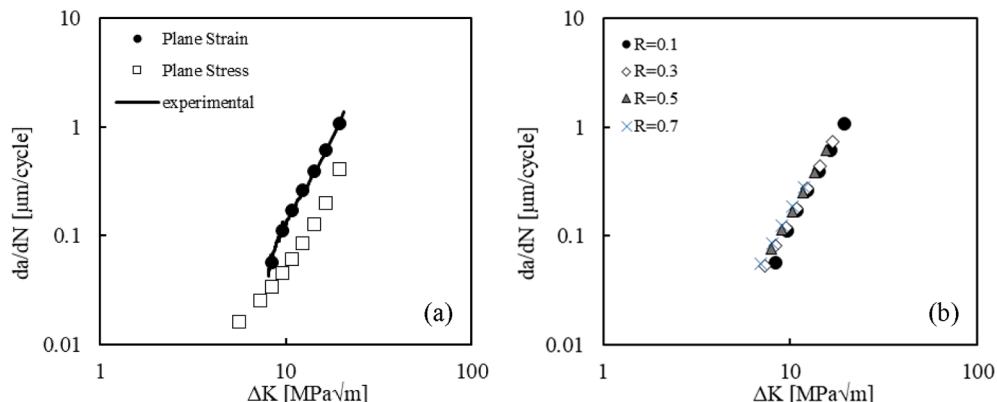 10
1
0.1
0.01
da/dN [μm/cycle]
Plane Strain
Plane Stress
experimental
(a)
1
10
100
ΔK [MPa√m]
10
1
0.1
0.01
da/dN [μm/cycle]
R=0.1
R=0.3
R=0.5
R=0.7
(b)
1
10
100
ΔK [MPa√m]